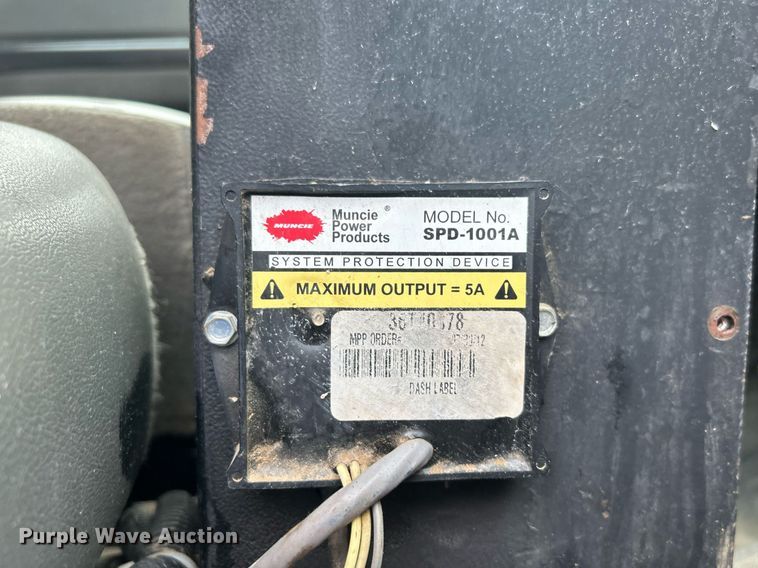 MUNCIE
Muncie ®
Power
Products
MODEL No.
SPD-1001A
SYSTEM PROTECTION DEVICE
MAXIMUM OUTPUT = 5A
MPP ORDER#
DASH LABEL
Purple Wave Auction